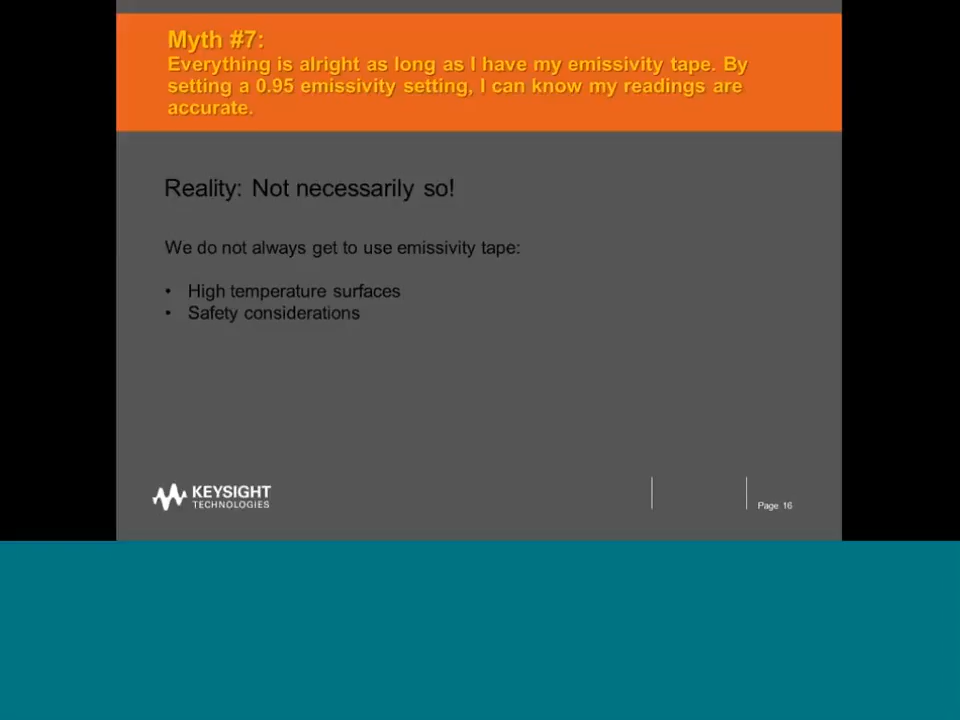 Myth #7:
Everything is alright as long as I have my emissivity tape. By
setting a 0.95 emissivity setting, I can know my readings are
accurate.
Reality: Not necessarily so!
We do not always get to use emissivity tape:
• High temperature surfaces
• Safety considerations
KEYSIGHT
TECHNOLOGIES
Page 16